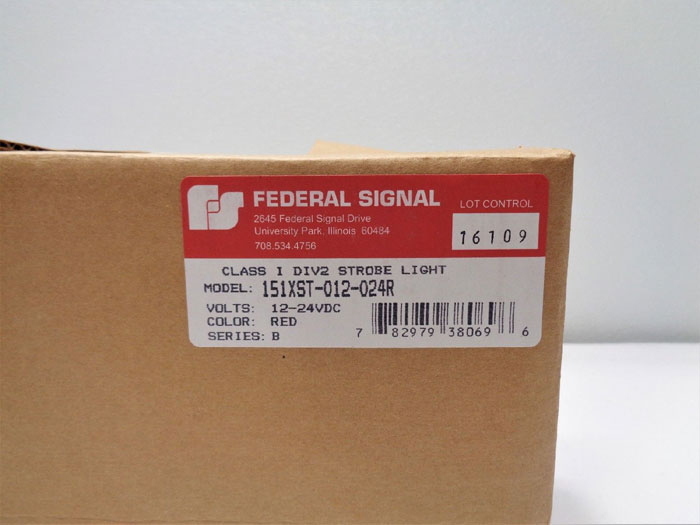 FEDERAL SIGNAL
2645 Federal Signal Drive
University Park, Illinois 60484
708.534.4756
LOT CONTROL
16109
CLASS I DIV2 STROBE LIGHT
MODEL: 151XST-012-024R
VOLTS: 12-24VDC
COLOR: RED
SERIES: B
7 82979 38069 6